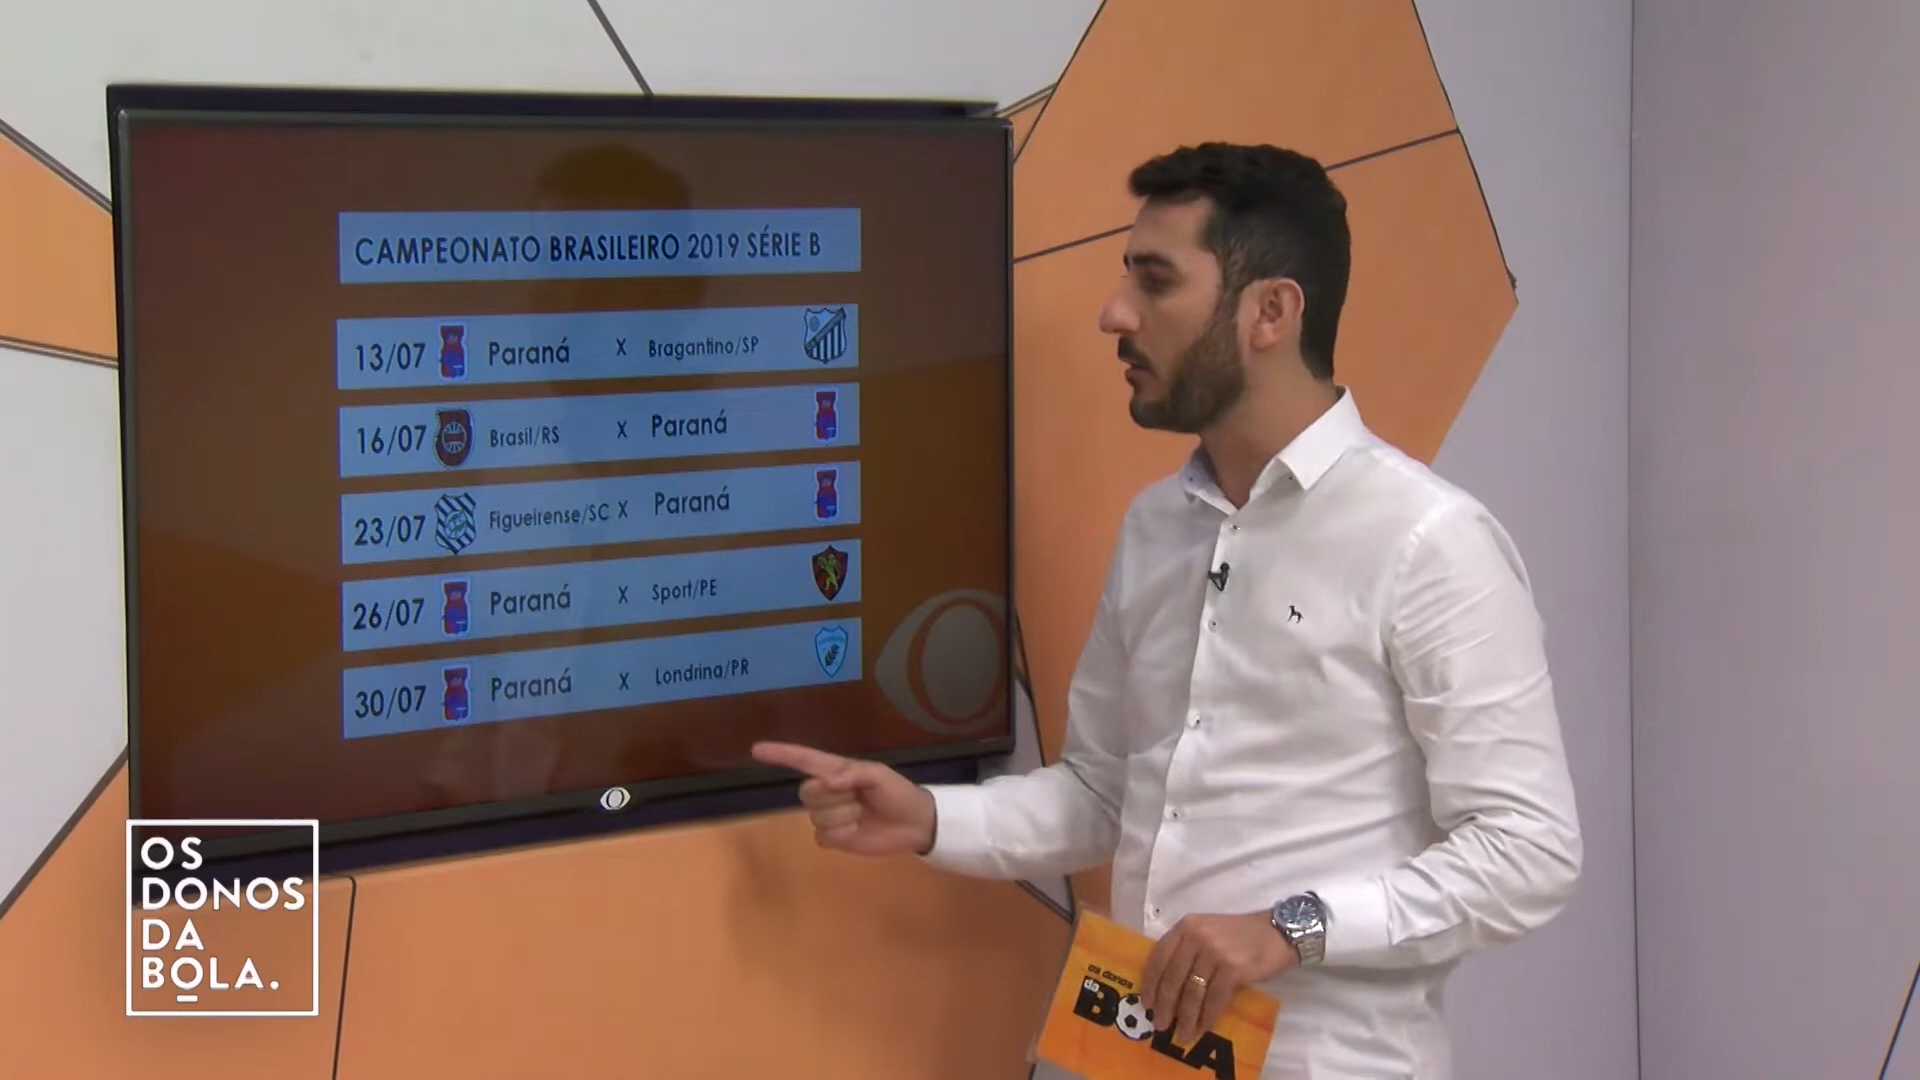 CAMPEONATO BRASILEIRO 2019 SÉRIE B
13/07 Paraná X Bragantino/SP
16/07 Brasil/RS X Paraná
23/07 Figueirense/SC X Paraná
26/07 Paraná X Sport/PE
30/07 Paraná X Londrina/PR
OS
DONOS
DA
BOLA.
os donos
da
BOLA